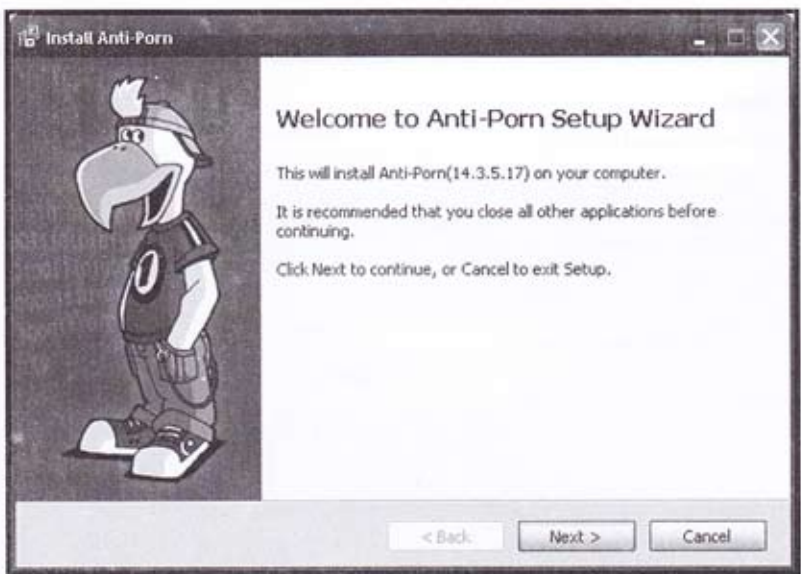 Install Anti-Porn
Welcome to Anti-Porn Setup Wizard
This will install Anti-Porn(14.3.5.17) on your computer.
It is recommended that you close all other applications before
continuing.
Click Next to continue, or Cancel to exit Setup.
1
< Back
Next >
Cancel